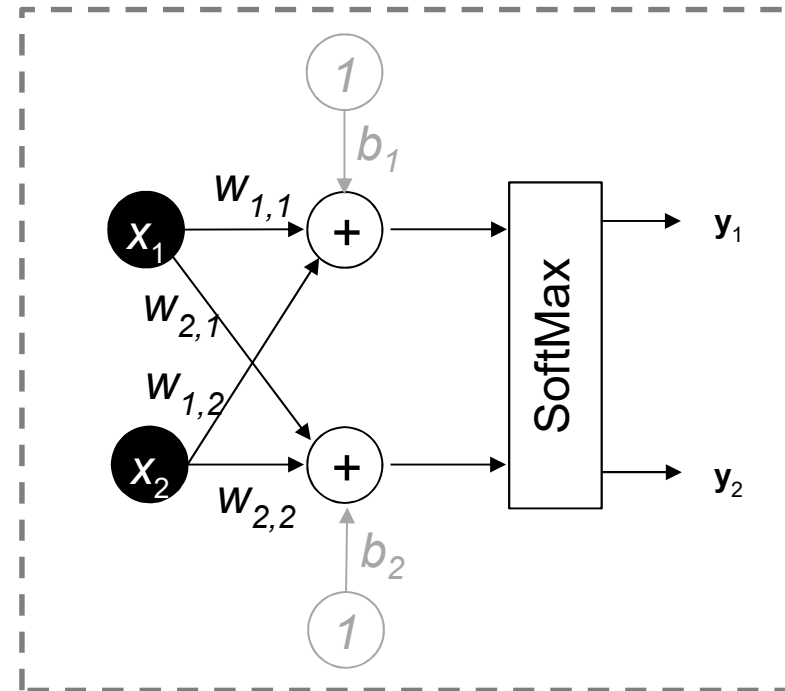 1
b₁
w₁,₁
x₁
+
y₁
w₂,₁
SoftMax
w₁,₂
x₂
+
y₂
w₂,₂
b₂
1